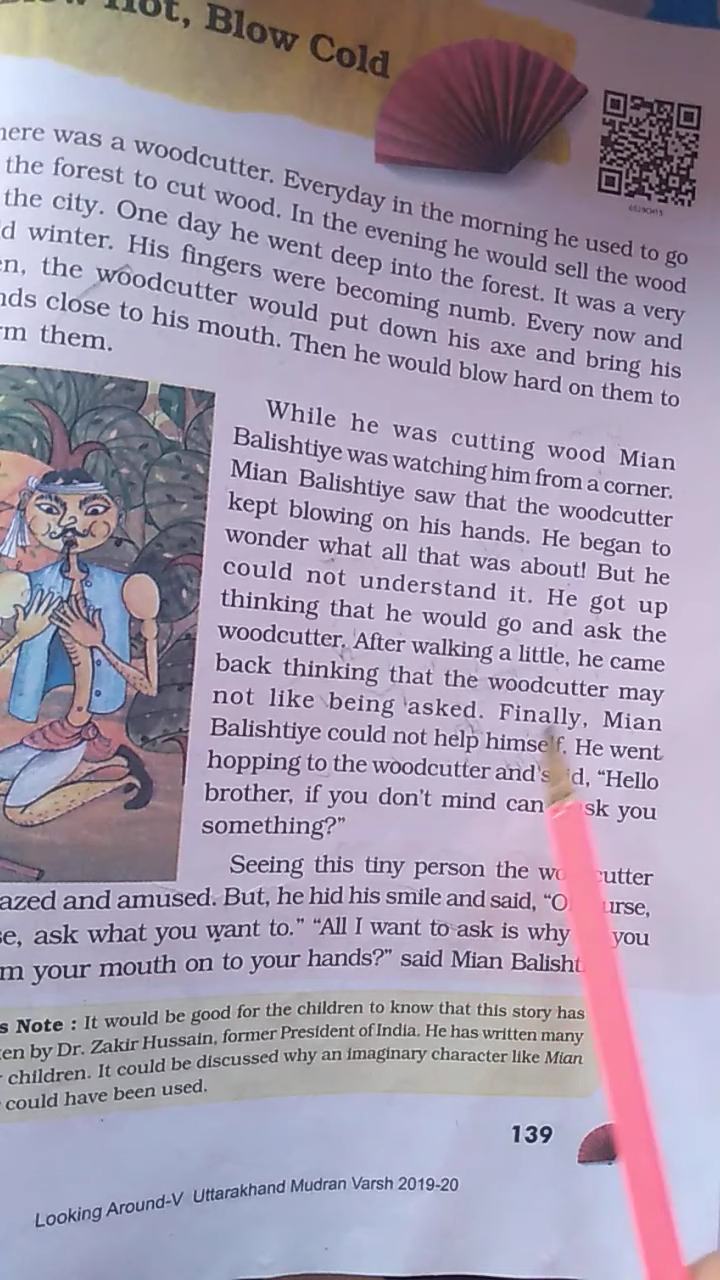 Hot, Blow Cold
here was a woodcutter. Everyday in the morning he used to go
the forest to cut wood. In the evening he would sell the wood
the city. One day he went deep into the forest. It was a very
d winter. His fingers were becoming numb. Every now and
en, the woodcutter would put down his axe and bring his
nds close to his mouth. Then he would blow hard on them to
rm them.
While he was cutting wood Mian
Balishtiye was watching him from a corner.
Mian Balishtiye saw that the woodcutter
kept blowing on his hands. He began to
wonder what all that was about! But he
could not understand it. He got up
thinking that he would go and ask the
woodcutter. After walking a little, he came
back thinking that the woodcutter may
not like being asked. Finally, Mian
Balishtiye could not help himself. He went
hopping to the woodcutter and s d, “Hello
brother, if you don't mind can sk you
something?”
Seeing this tiny person the wo cutter
azed and amused. But, he hid his smile and said, “O urse,
se, ask what you want to.” “All I want to ask is why you
m your mouth on to your hands?” said Mian Balisht
s Note : It would be good for the children to know that this story has
ten by Dr. Zakir Hussain, former President of India. He has written many
children. It could be discussed why an imaginary character like Mian
could have been used.
139
Looking Around-V Uttarakhand Mudran Varsh 2019-20